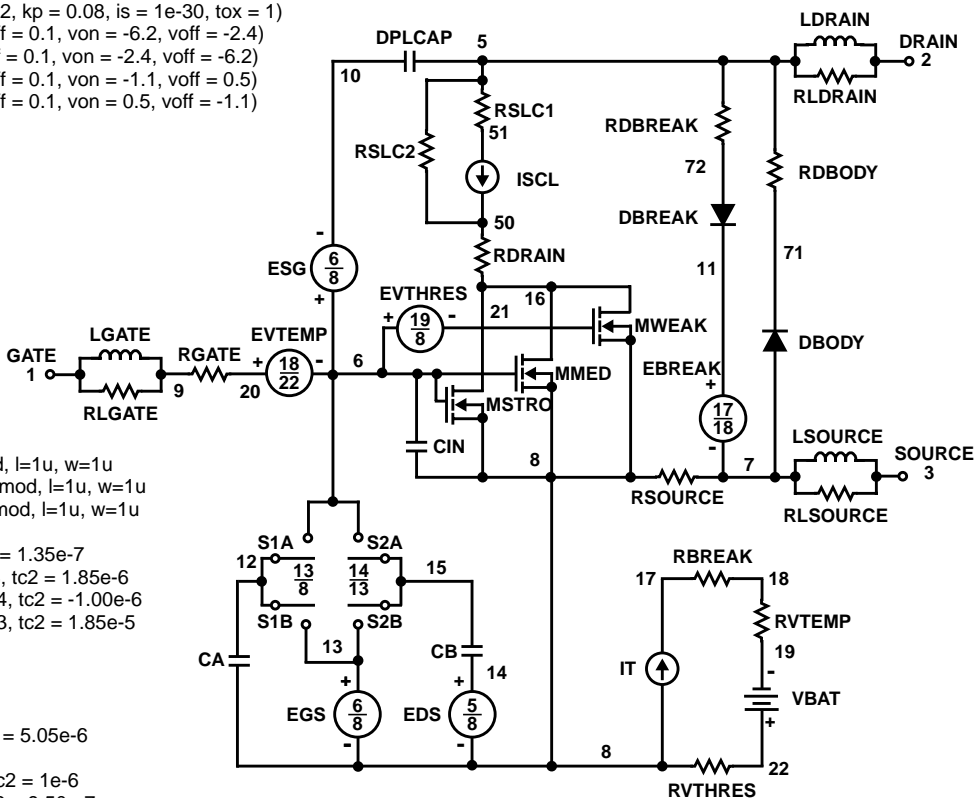 2, kp = 0.08, is = 1e-30, tox = 1)
ff = 0.1, von = -6.2, voff = -2.4)
f = 0.1, von = -2.4, voff = -6.2)
ff = 0.1, von = -1.1, voff = 0.5)
ff = 0.1, von = 0.5, voff = -1.1)
LDRAIN
DPLCAP
5
DRAIN
2
10
RLDRAIN
RSLC1
51
RDBREAK
RSLC2
72
RDBODY
ISCL
DBREAK
50
-
RDRAIN
71
ESG
6
8
11
+
EVTHRES
16
21
+
19
8
-
MWEAK
LGATE
EVTEMP
DBODY
GATE
1
RGATE
+
18
22
-
6
MMED
EBREAK
+
9
20
MSTRO
17
18
RLGATE
-
LSOURCE
CIN
8
7
SOURCE
3
d, l=1u, w=1u
mod, l=1u, w=1u
mod, l=1u, w=1u
RSOURCE
RLSOURCE
S1A
S2A
= 1.35e-7
12
13
8
14
13
15
RBREAK
, tc2 = 1.85e-6
17
18
4, tc2 = -1.00e-6
S1B
S2B
RVTEMP
3, tc2 = 1.85e-5
13
CB
19
CA
IT
-
+
+
14
VBAT
EGS
6
8
EDS
5
8
+
= 5.05e-6
-
-
8
22
c2 = 1e-6
RVTHRES